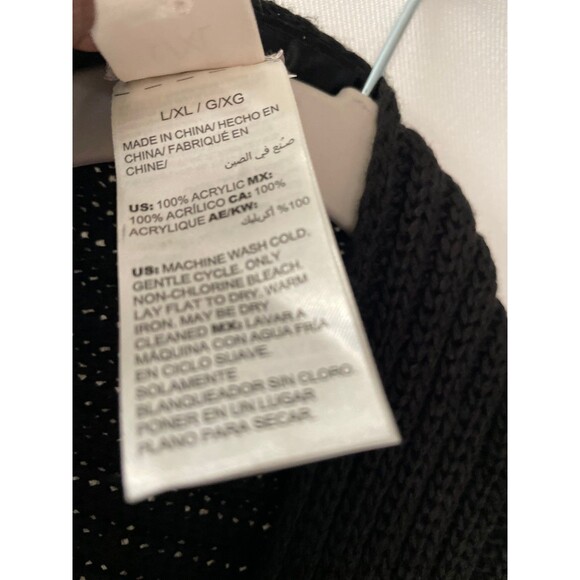 L/XL / G/XG
MADE IN CHINA/ HECHO EN
CHINA/ FABRIQUÉ EN
CHINE/ صنع في الصين
US: 100% ACRYLIC MX:
100% ACRÍLICO CA: 100%
ACRYLIQUE AE/KW:
100% أكريليك
US: MACHINE WASH COLD,
GENTLE CYCLE. ONLY
NON-CHLORINE BLEACH.
LAY FLAT TO DRY. WARM
IRON. MAY BE DRY
CLEANED MX: LAVAR A
MÁQUINA CON AGUA FRÍA
EN CICLO SUAVE.
SOLAMENTE
BLANQUEADOR SIN CLORO.
PONER EN UN LUGAR
PLANO PARA SECAR.